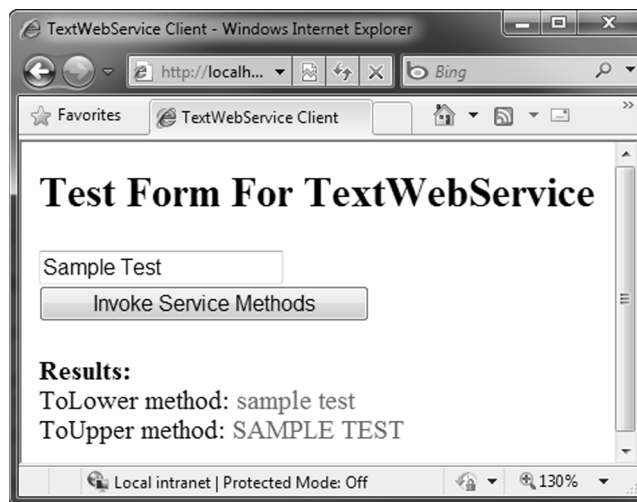 TextWebService Client - Windows Internet Explorer
http://localh...
Bing
Favorites
TextWebService Client
»
Test Form For TextWebService
Sample Test
Invoke Service Methods
Results:
ToLower method: sample test
ToUpper method: SAMPLE TEST
Local intranet | Protected Mode: Off
130%